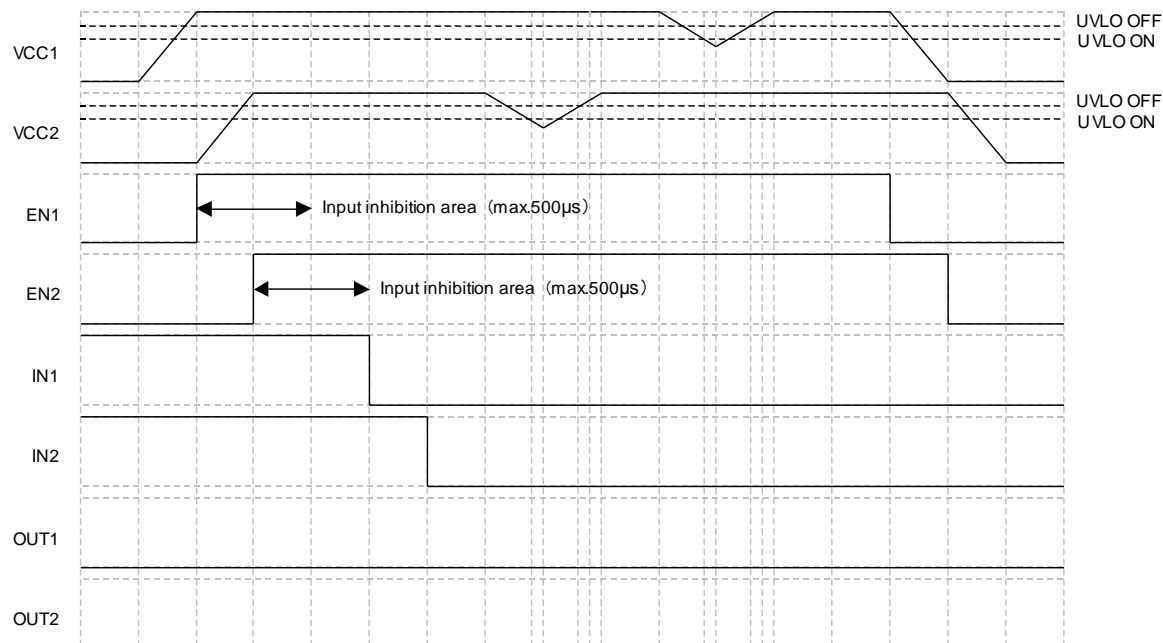 UVLO OFF
UVLO ON
VCC1
UVLO OFF
UVLO ON
VCC2
Input inhibition area（max.500µs）
EN1
Input inhibition area（max.500µs）
EN2
IN1
IN2
OUT1
OUT2